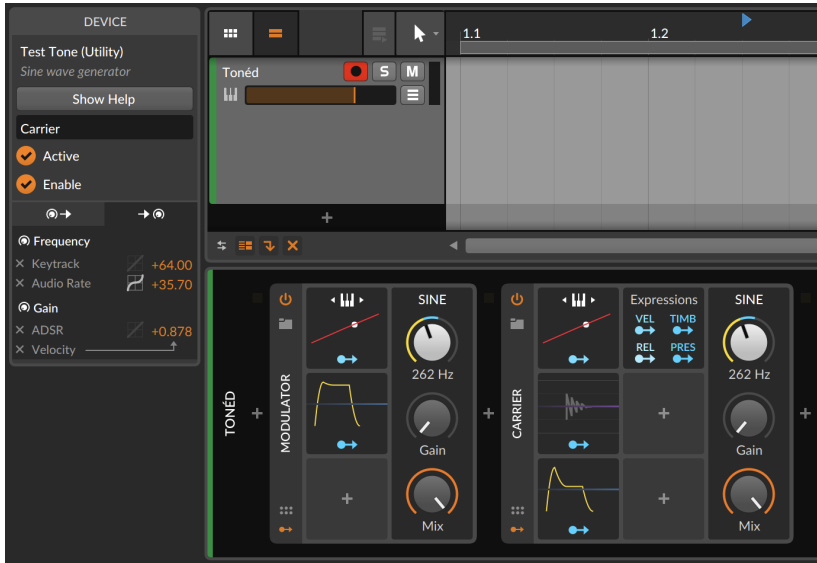 DEVICE
Test Tone (Utility)
Sine wave generator
Show Help
Carrier
Active
Enable
Frequency
Keytrack +64.00
Audio Rate +35.70
Gain
ADSR +0.878
Velocity
1.1 1.2
Tonéd S M
TONÉD
MODULATOR
SINE
262 Hz
Gain
Mix
CARRIER
Expressions
VEL TIMB
REL PRES
SINE
262 Hz
Gain
Mix